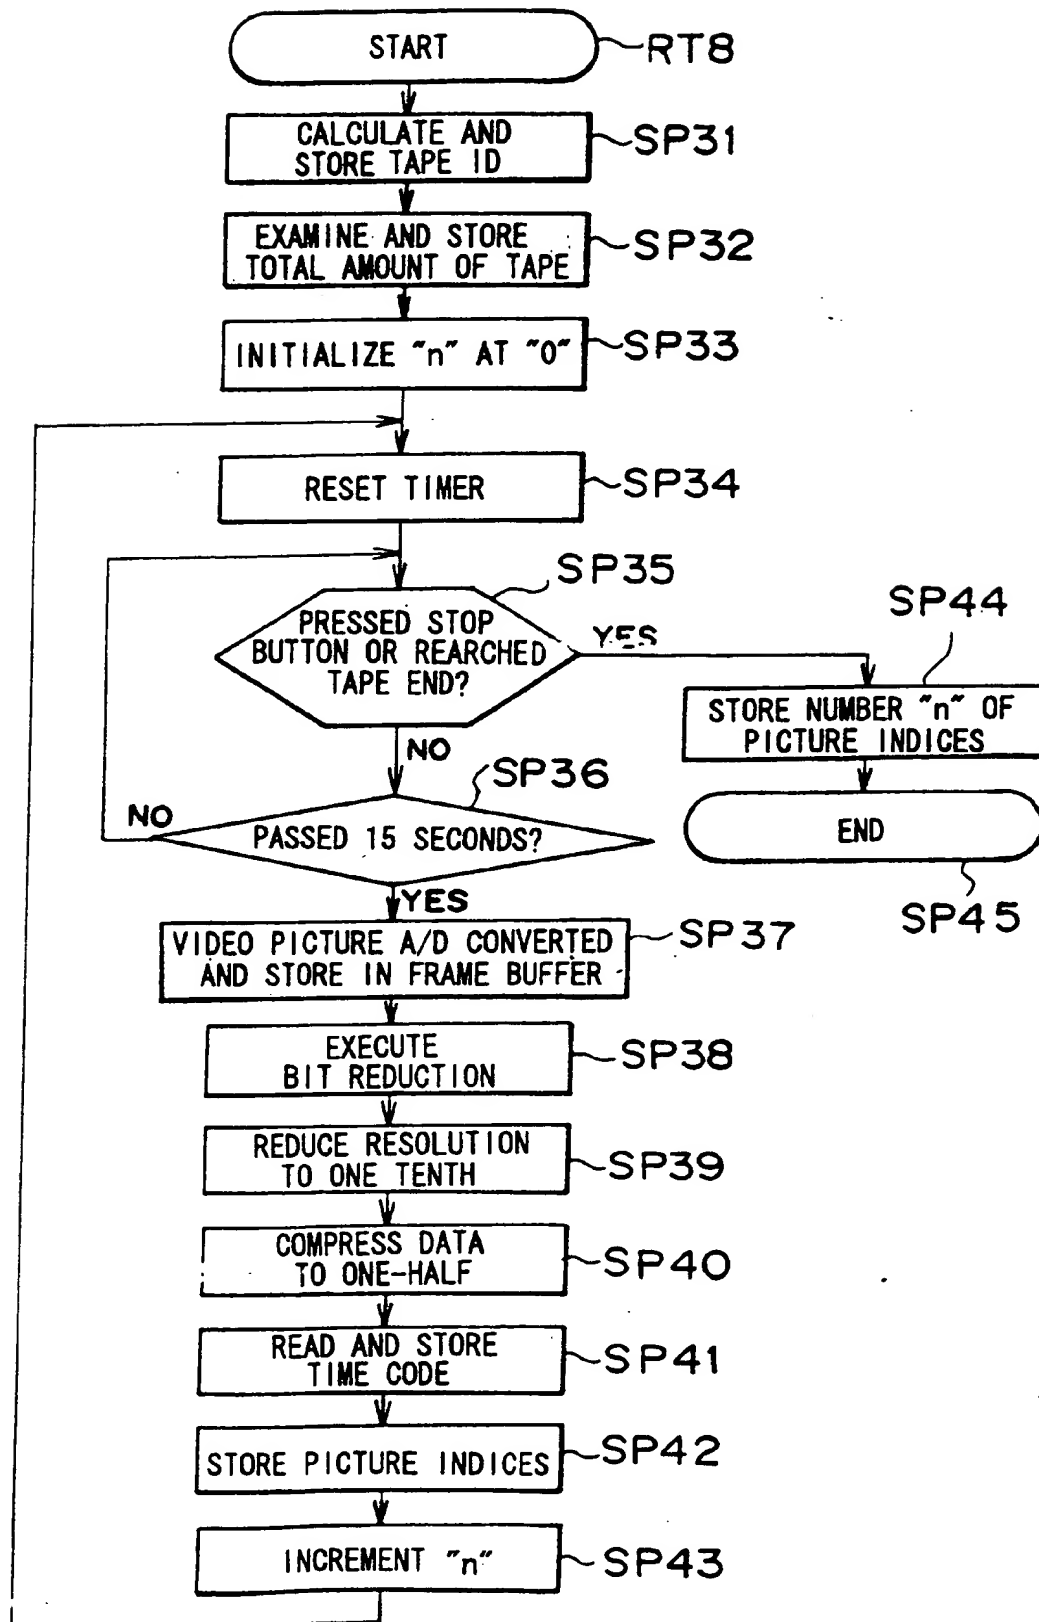 START
RT8
CALCULATE AND
STORE TAPE ID
SP31
EXAMINE AND STORE
TOTAL AMOUNT OF TAPE
SP32
INITIALIZE "n" AT "0"
SP33
RESET TIMER
SP34
SP35
PRESSED STOP
BUTTON OR REARCHED
TAPE END?
YES
NO
SP44
STORE NUMBER "n" OF
PICTURE INDICES
END
SP45
SP36
NO
PASSED 15 SECONDS?
YES
VIDEO PICTURE A/D CONVERTED
AND STORE IN FRAME BUFFER
SP37
EXECUTE
BIT REDUCTION
SP38
REDUCE RESOLUTION
TO ONE TENTH
SP39
COMPRESS DATA
TO ONE-HALF
SP40
READ AND STORE
TIME CODE
SP41
STORE PICTURE INDICES
SP42
INCREMENT "n"
SP43